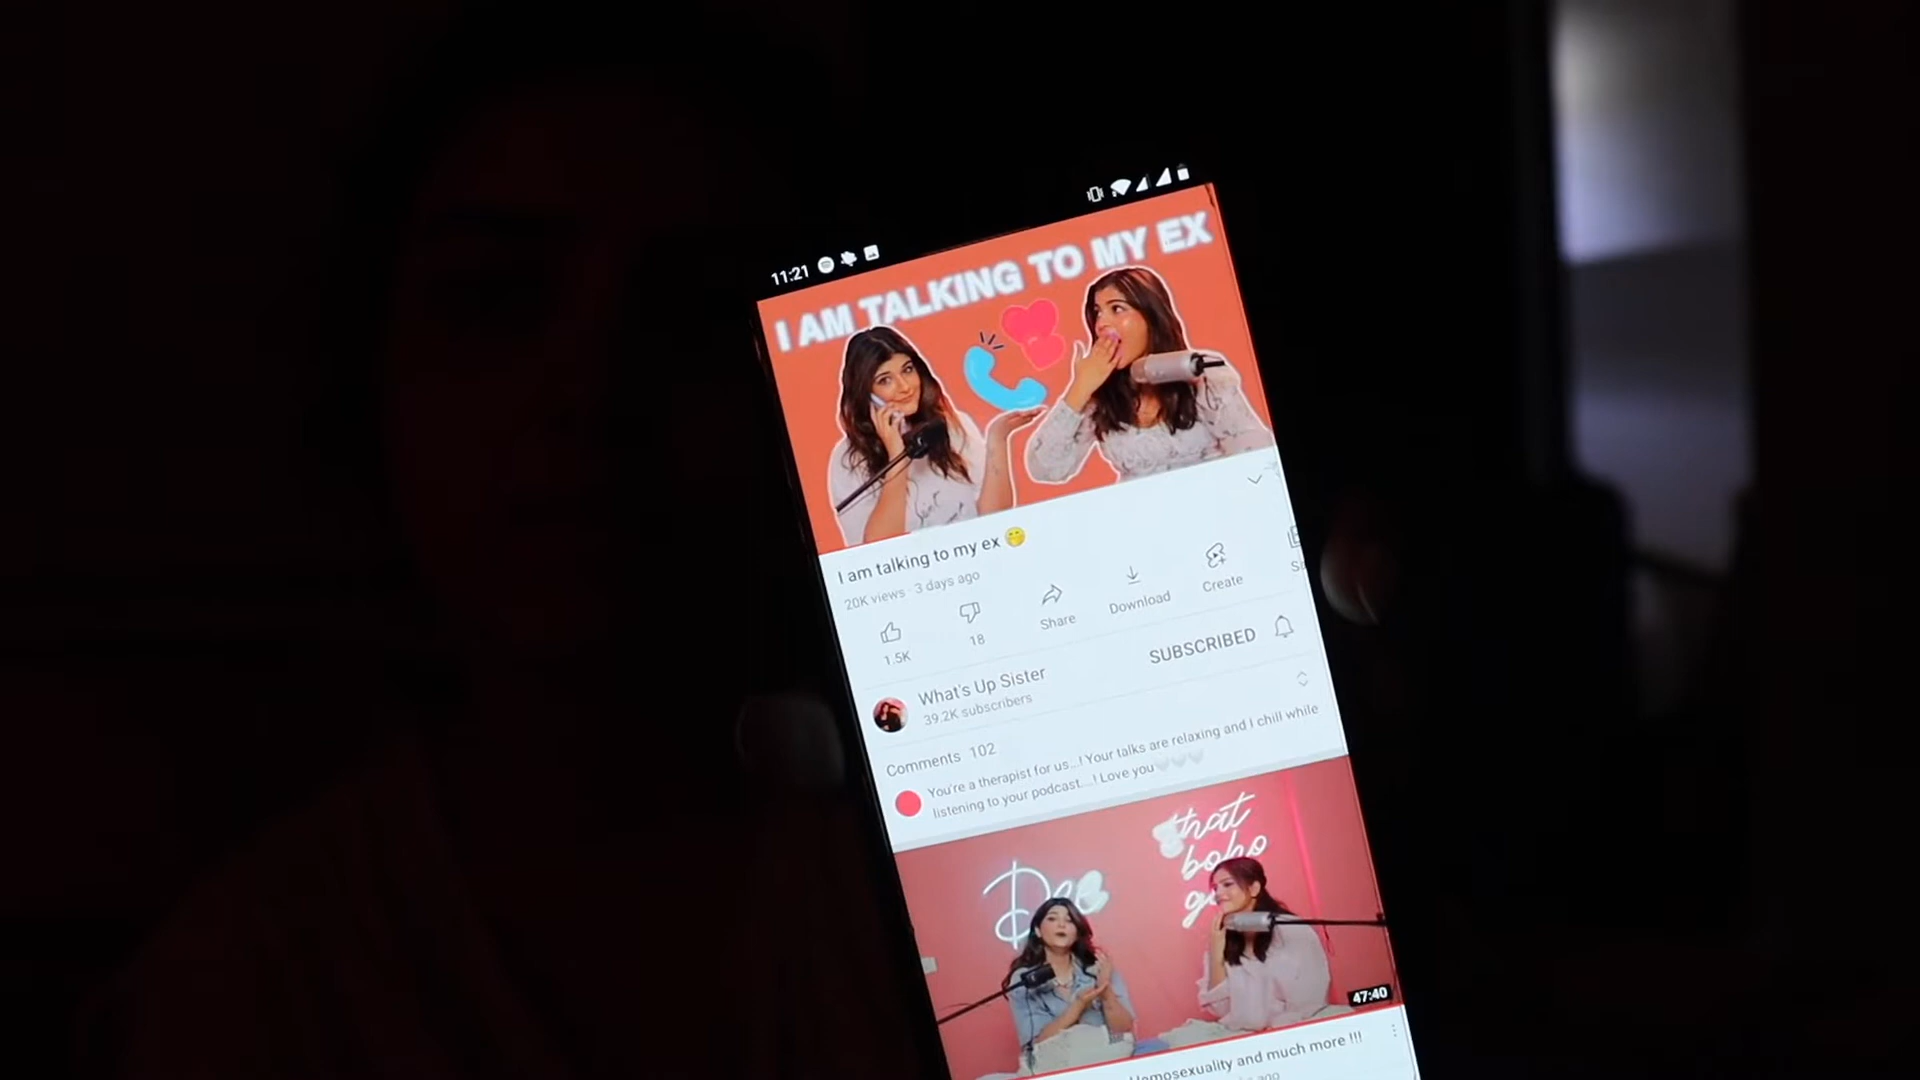 11:21
I AM TALKING TO MY EX
I am talking to my ex 🤭
20K views · 3 days ago
1.5K
18
Share
Download
Create
What's Up Sister
39.2K subscribers
SUBSCRIBED
Comments 102
You're a therapist for us...! Your talks are relaxing and I chill while
listening to your podcast....! Love you🤍🤍🤍
Dee
that
boho
47:40
Homosexuality and much more !!!
ago